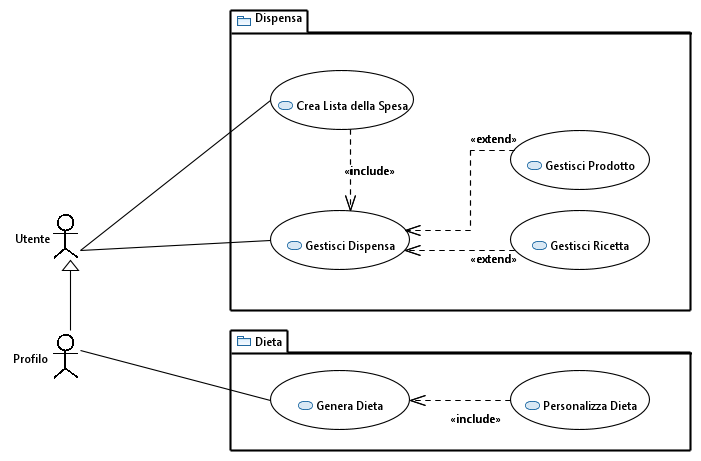 Dispensa
Crea Lista della Spesa
«extend»
Gestisci Prodotto
«include»
Utente
Gestisci Dispensa
Gestisci Ricetta
«extend»
Dieta
Profilo
Genera Dieta
Personalizza Dieta
«include»